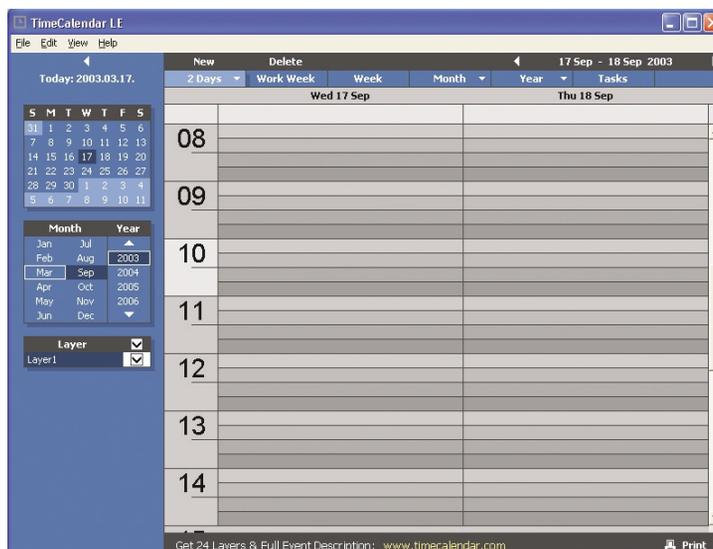 TimeCalendar LE
File Edit View Help
Today: 2003.03.17.
New Delete 17 Sep - 18 Sep 2003
2 Days Work Week Week Month Year Tasks
Wed 17 Sep Thu 18 Sep
S M T W T F S
31 1 2 3 4 5 6
7 8 9 10 11 12 13
14 15 16 17 18 19 20
21 22 23 24 25 26 27
28 29 30 1 2 3 4
5 6 7 8 9 10 11
Month Year
Jan Jul
Feb Aug 2003
Mar Sep 2004
Apr Oct 2005
May Nov 2006
Jun Dec
Layer
Layer1
08
09
10
11
12
13
14
Get 24 Layers & Full Event Description: www.timecalendar.com Print